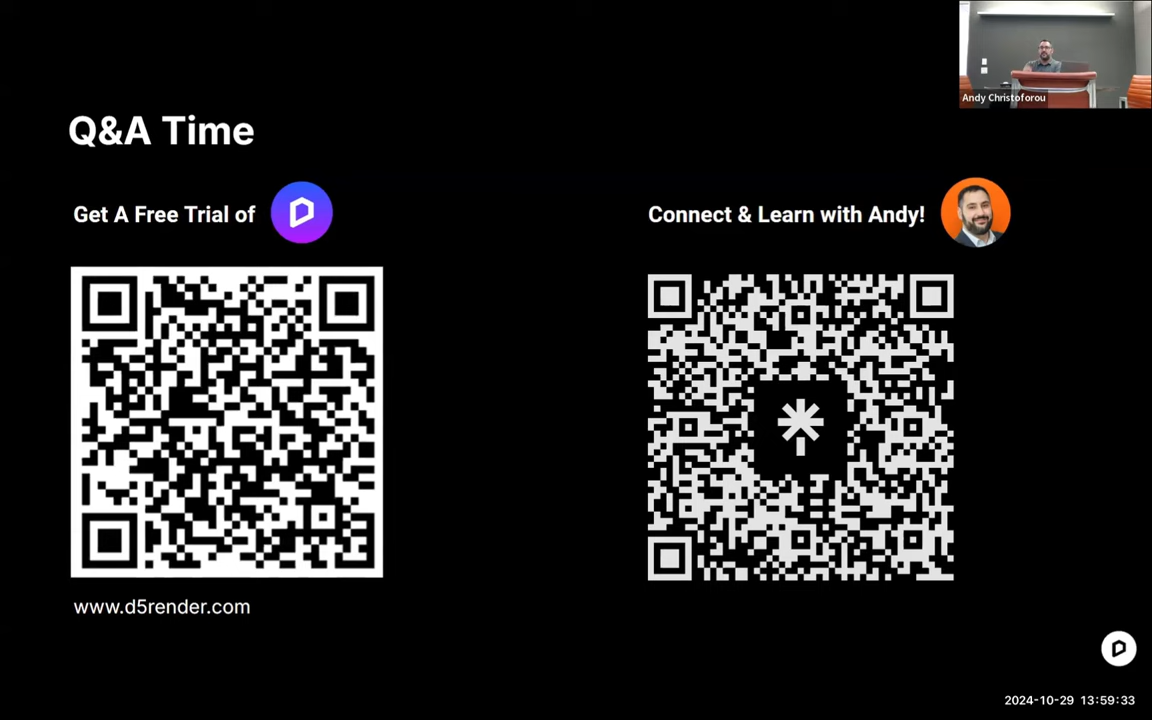 Andy Christoforou
Q&A Time
Get A Free Trial of
Connect & Learn with Andy!
www.d5render.com
2024-10-29 13:59:33